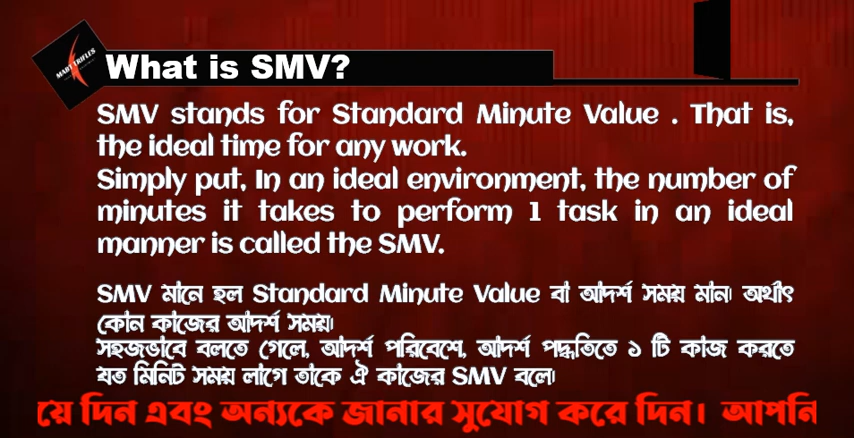 MART TRIFLES
What is SMV?
SMV stands for Standard Minute Value . That is,
the ideal time for any work.
Simply put, In an ideal environment, the number of
minutes it takes to perform 1 task in an ideal
manner is called the SMV.
SMV মানে হল Standard Minute Value বা আদর্শ সময় মান। অর্থাৎ
কোন কাজের আদর্শ সময়।
সহজভাবে বলতে গেলে, আদর্শ পরিবেশে, আদর্শ পদ্ধতিতে ১ টি কাজ করতে
যত মিনিট সময় লাগে তাকে ঐ কাজের SMV বলে।
য়ে দিন এবং অন্যকে জানার সুযোগ করে দিন। আপনি